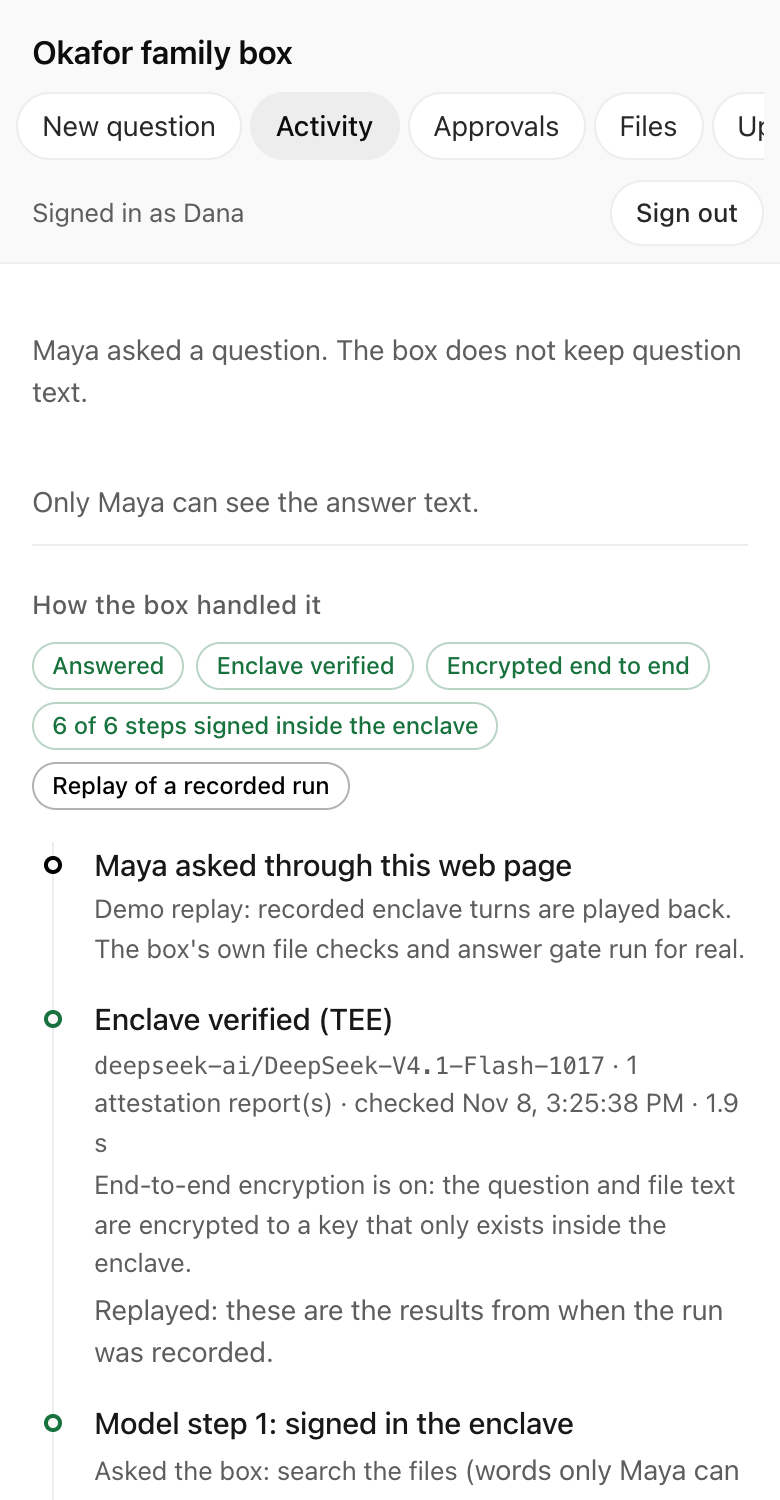 Okafor family box
New question
Activity
Approvals
Files
Up
Signed in as Dana
Sign out
Maya asked a question. The box does not keep question
text.
Only Maya can see the answer text.
How the box handled it
Answered
Enclave verified
Encrypted end to end
6 of 6 steps signed inside the enclave
Replay of a recorded run
Maya asked through this web page
Demo replay: recorded enclave turns are played back.
The box's own file checks and answer gate run for real.
Enclave verified (TEE)
deepseek-ai/DeepSeek-V4.1-Flash-1017 · 1
attestation report(s) · checked Nov 8, 3:25:38 PM · 1.9
s
End-to-end encryption is on: the question and file text
are encrypted to a key that only exists inside the
enclave.
Replayed: these are the results from when the run
was recorded.
Model step 1: signed in the enclave
Asked the box: search the files (words only Maya can